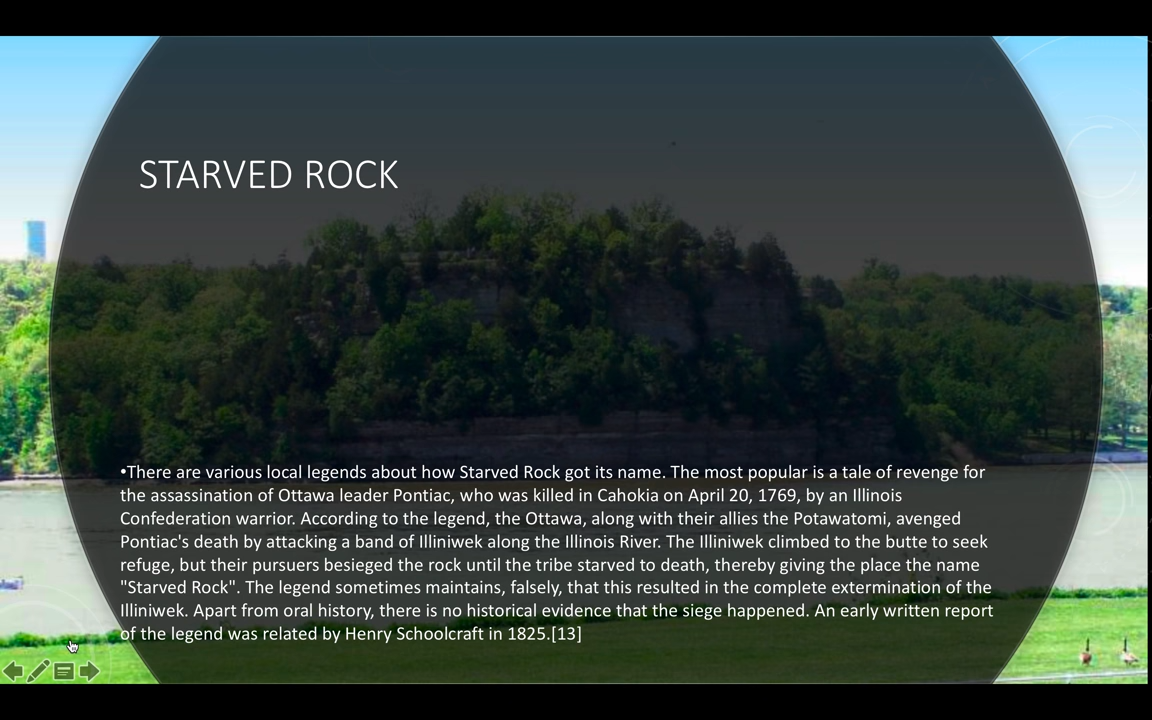 STARVED ROCK
•There are various local legends about how Starved Rock got its name. The most popular is a tale of revenge for
the assassination of Ottawa leader Pontiac, who was killed in Cahokia on April 20, 1769, by an Illinois
Confederation warrior. According to the legend, the Ottawa, along with their allies the Potawatomi, avenged
Pontiac's death by attacking a band of Illiniwek along the Illinois River. The Illiniwek climbed to the butte to seek
refuge, but their pursuers besieged the rock until the tribe starved to death, thereby giving the place the name
"Starved Rock". The legend sometimes maintains, falsely, that this resulted in the complete extermination of the
Illiniwek. Apart from oral history, there is no historical evidence that the siege happened. An early written report
of the legend was related by Henry Schoolcraft in 1825.[13]